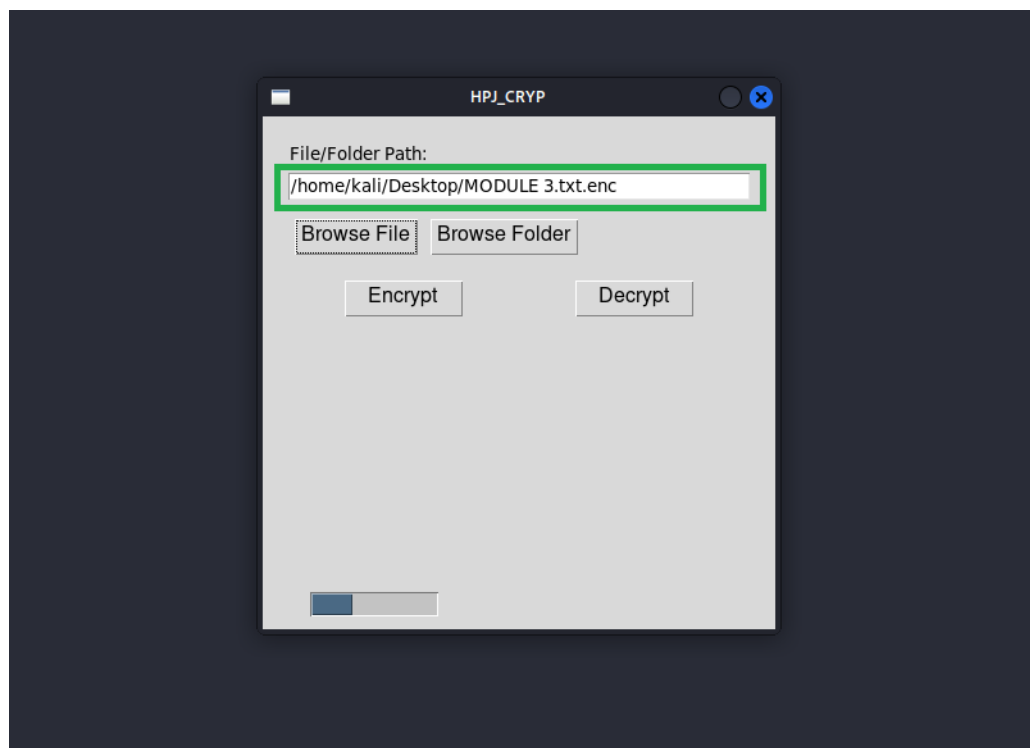 HPJ_CRYP
File/Folder Path:
/home/kali/Desktop/MODULE 3.txt.enc
Browse File Browse Folder
Encrypt Decrypt